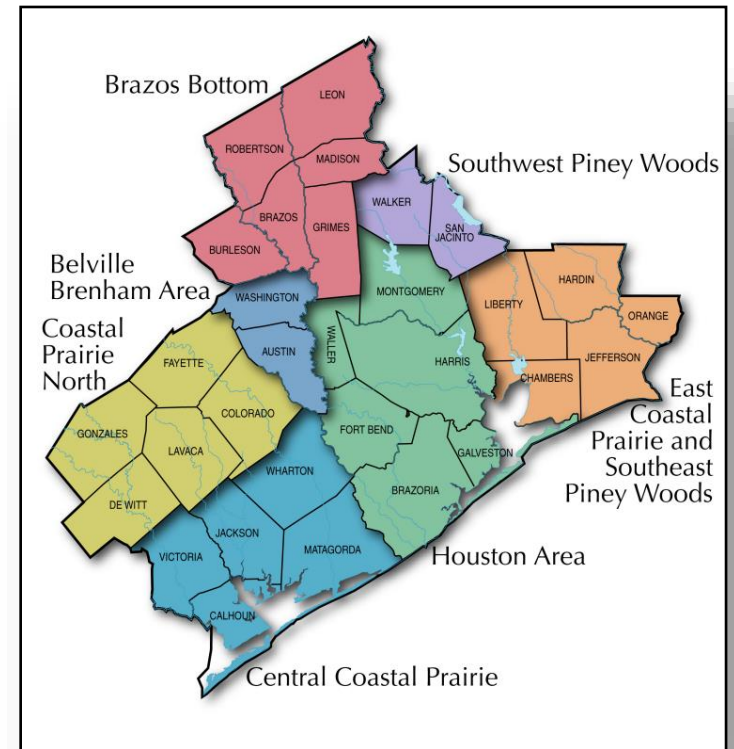 Brazos Bottom
LEON
ROBERTSON
MADISON
Southwest Piney Woods
WALKER
BRAZOS
GRIMES
SAN
JACINTO
BURLESON
Belville
Brenham Area
WASHINGTON
MONTGOMERY
LIBERTY
HARDIN
ORANGE
Coastal
Prairie
North
AUSTIN
WALLER
HARRIS
JEFFERSON
CHAMBERS
FAYETTE
COLORADO
East
Coastal
Prairie and
Southeast
Piney Woods
GONZALES
LAVACA
FORT BEND
GALVESTON
WHARTON
BRAZORIA
DE WITT
JACKSON
VICTORIA
MATAGORDA
Houston Area
CALHOUN
Central Coastal Prairie